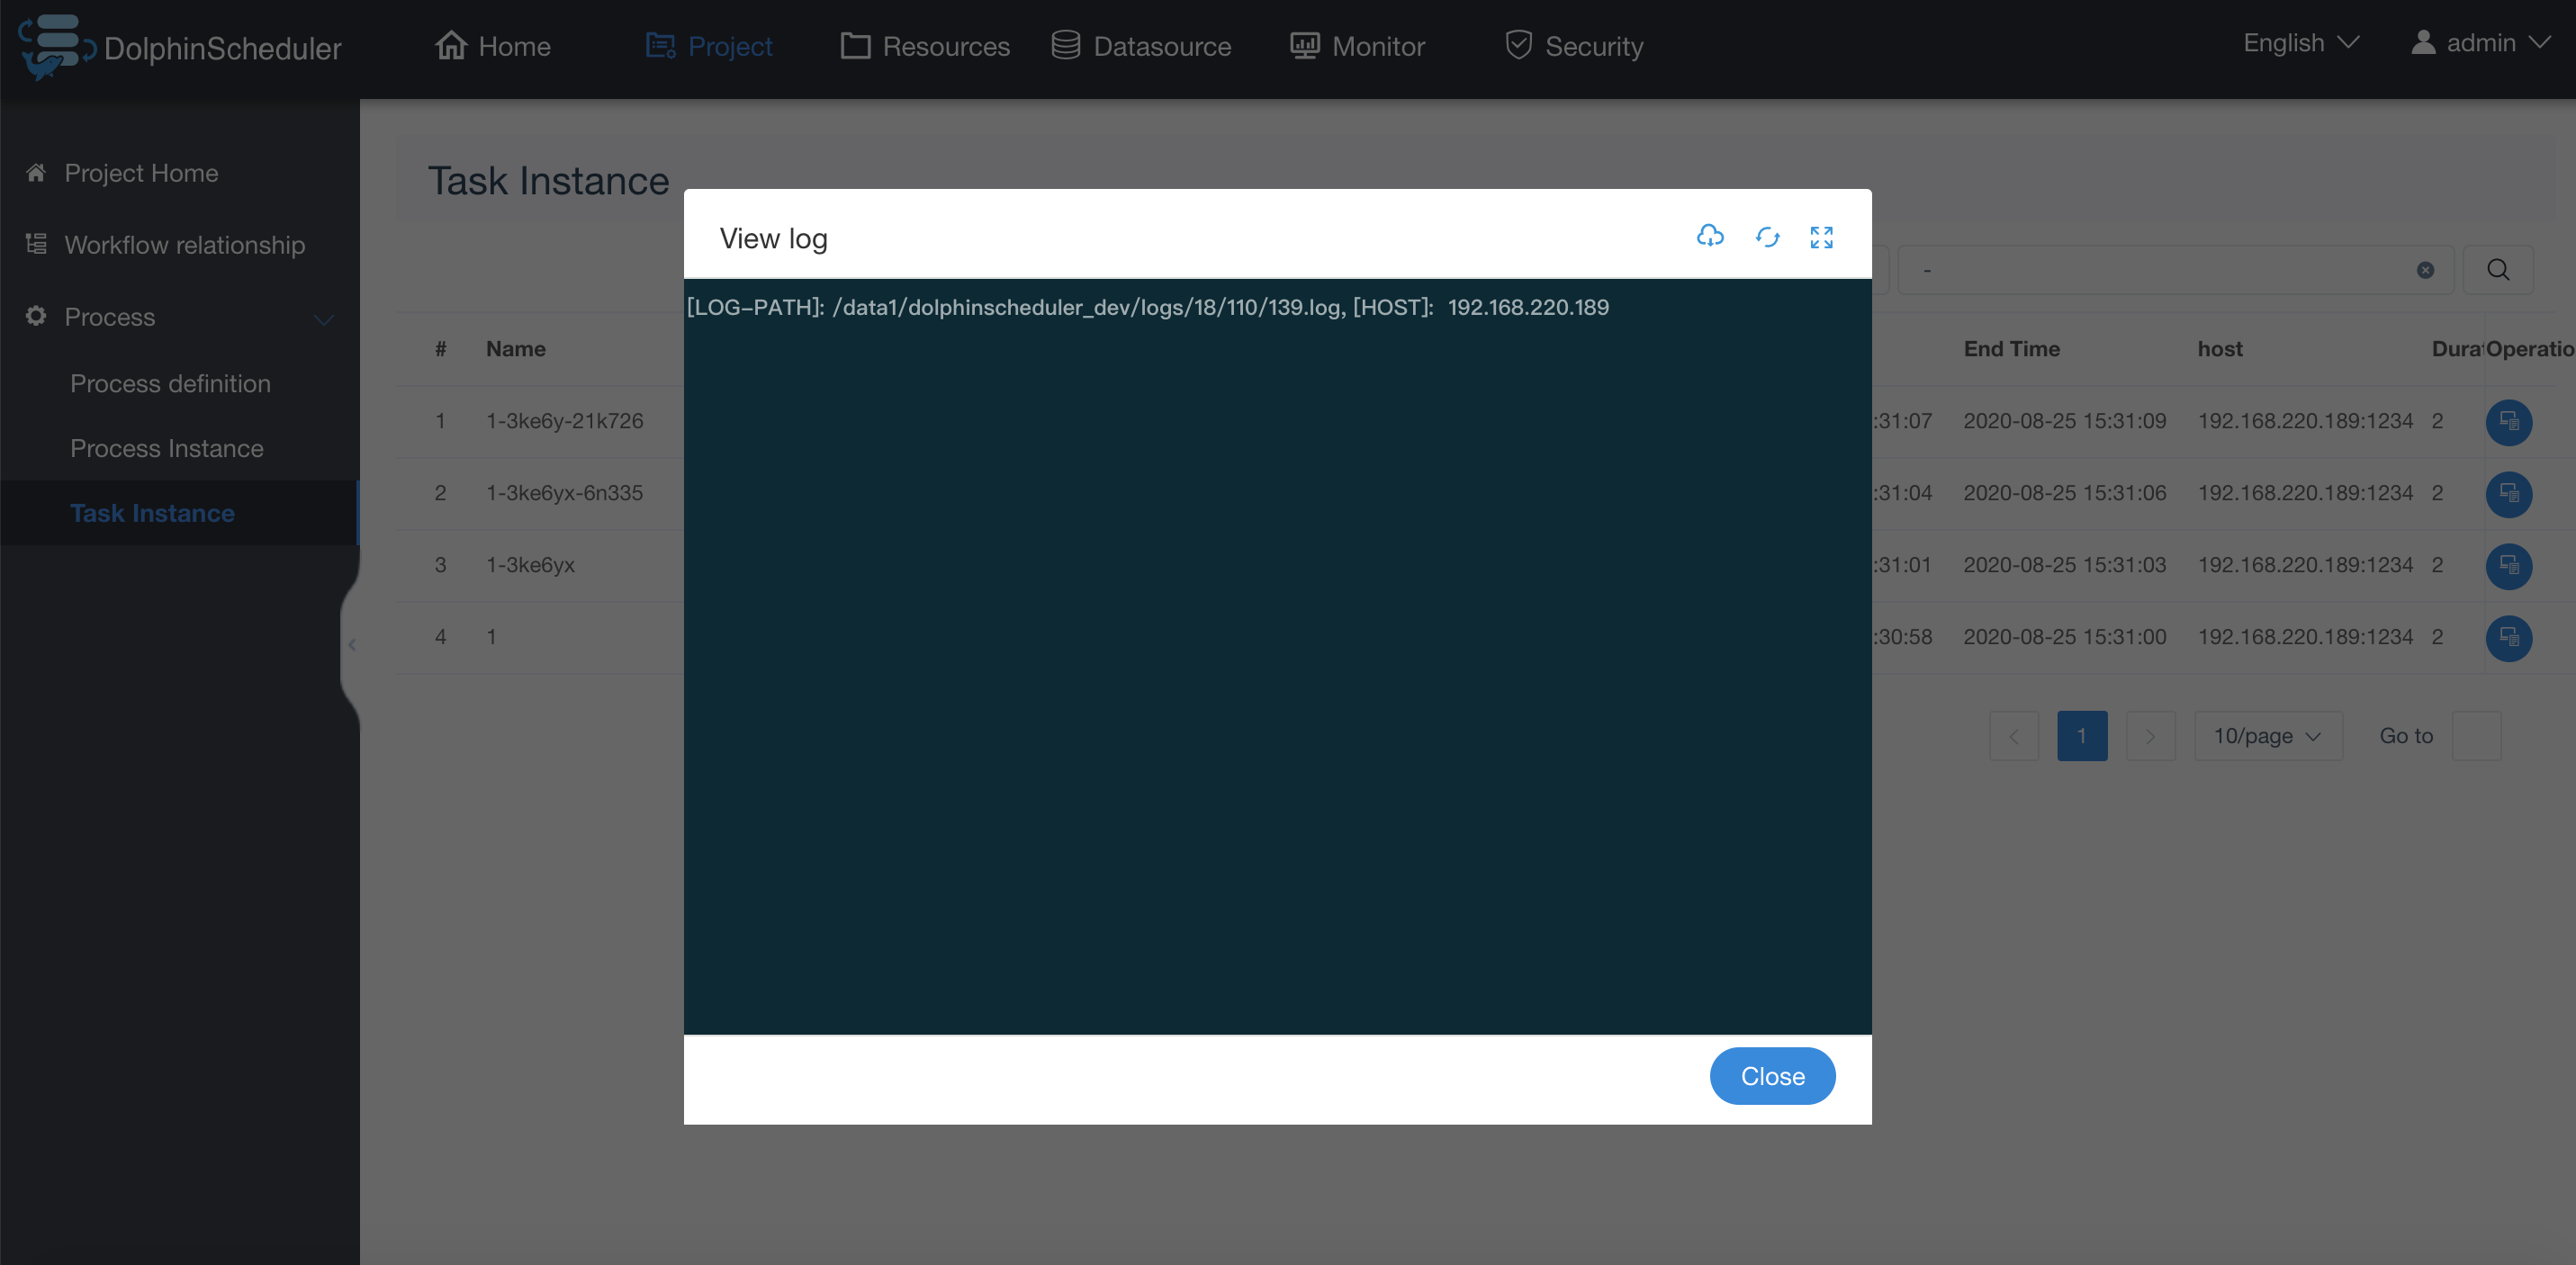 DolphinScheduler Home Project Resources Datasource Monitor Security English admin
Project Home
Workflow relationship
Process
Process definition
Process Instance
Task Instance
Task Instance
View log
[LOG-PATH]: /data1/dolphinscheduler_dev/logs/18/110/139.log, [HOST]: 192.168.220.189
-
# Name End Time host Operatio
1 1-3ke6y-21k726 :31:07 2020-08-25 15:31:09 192.168.220.189:1234 2
2 1-3ke6yx-6n335 :31:04 2020-08-25 15:31:06 192.168.220.189:1234 2
3 1-3ke6yx :31:01 2020-08-25 15:31:03 192.168.220.189:1234 2
4 1 :30:58 2020-08-25 15:31:00 192.168.220.189:1234 2
1 10/page Go to
Close